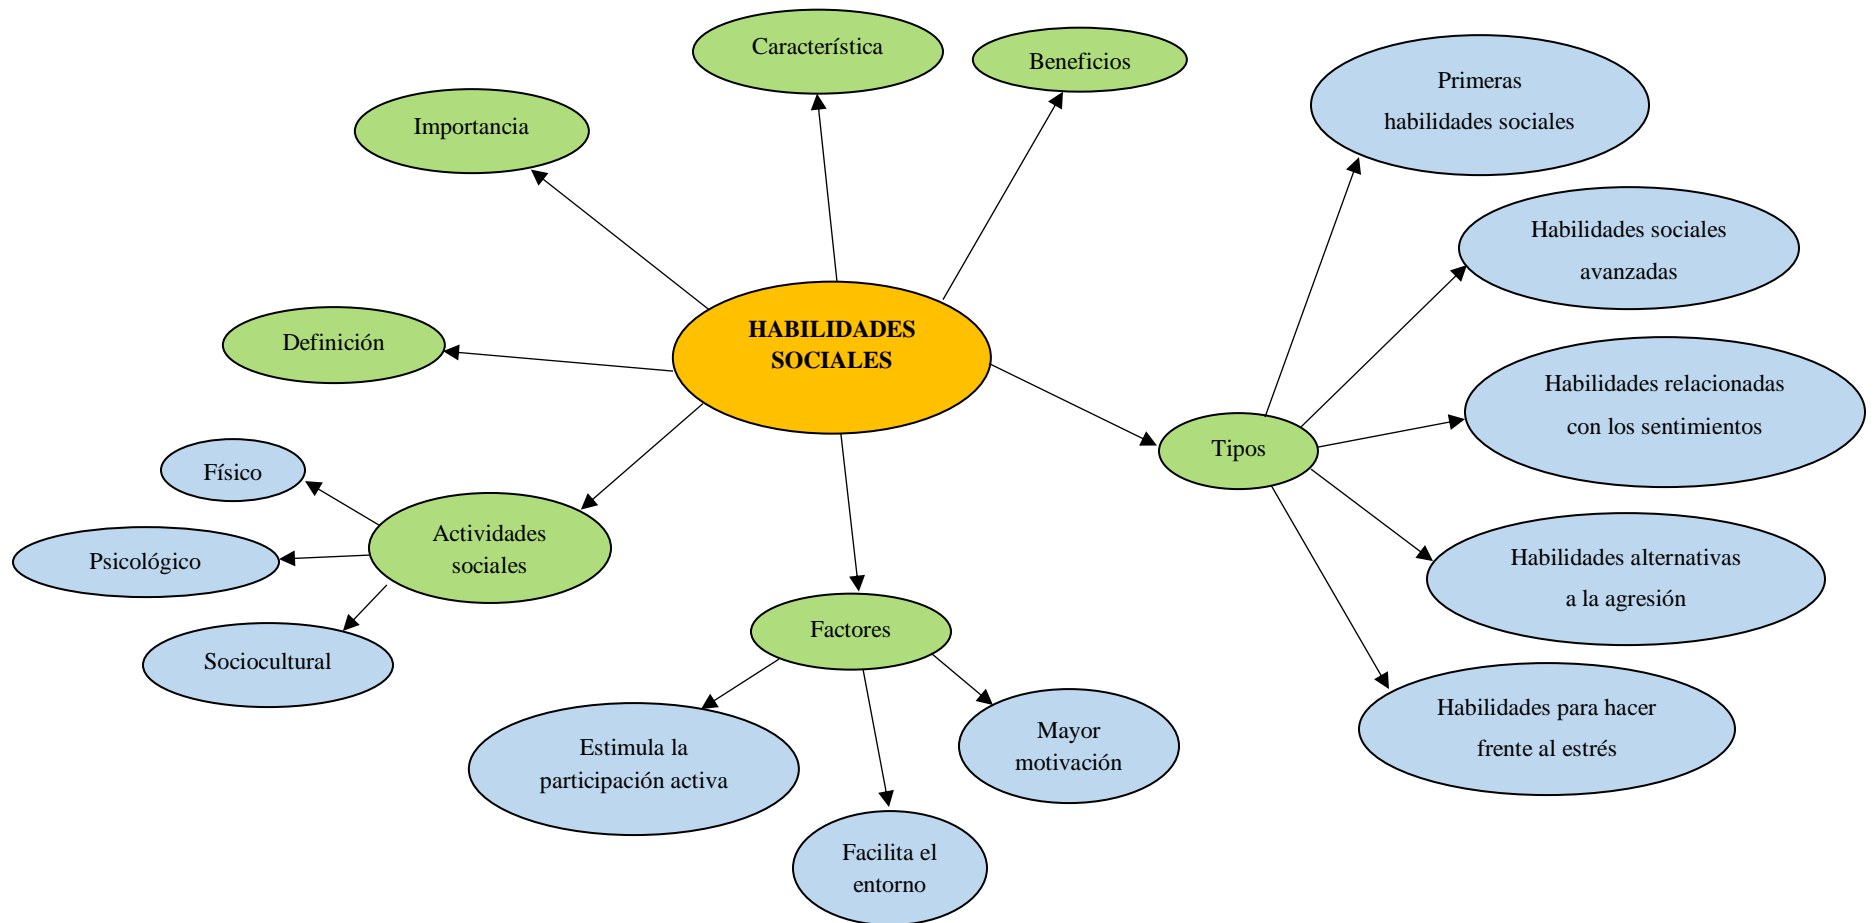 Característica
Beneficios
Importancia
Primeras
habilidades sociales
Habilidades sociales
avanzadas
HABILIDADES
SOCIALES
Definición
Habilidades relacionadas
con los sentimientos
Tipos
Físico
Psicológico
Actividades
sociales
Sociocultural
Habilidades alternativas
a la agresión
Factores
Estimula la
participación activa
Mayor
motivación
Habilidades para hacer
frente al estrés
Facilita el
entorno